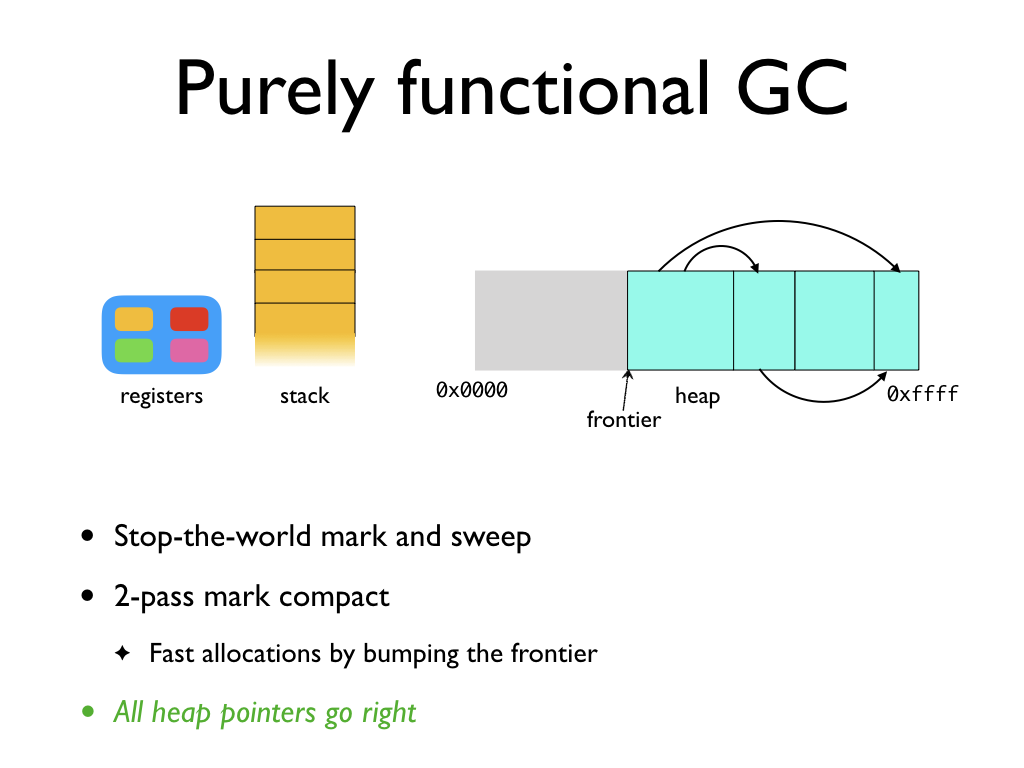 Purely functional GC
registers
stack
0x0000
frontier
heap
0xffff
• Stop-the-world mark and sweep
• 2-pass mark compact
✦ Fast allocations by bumping the frontier
• All heap pointers go right